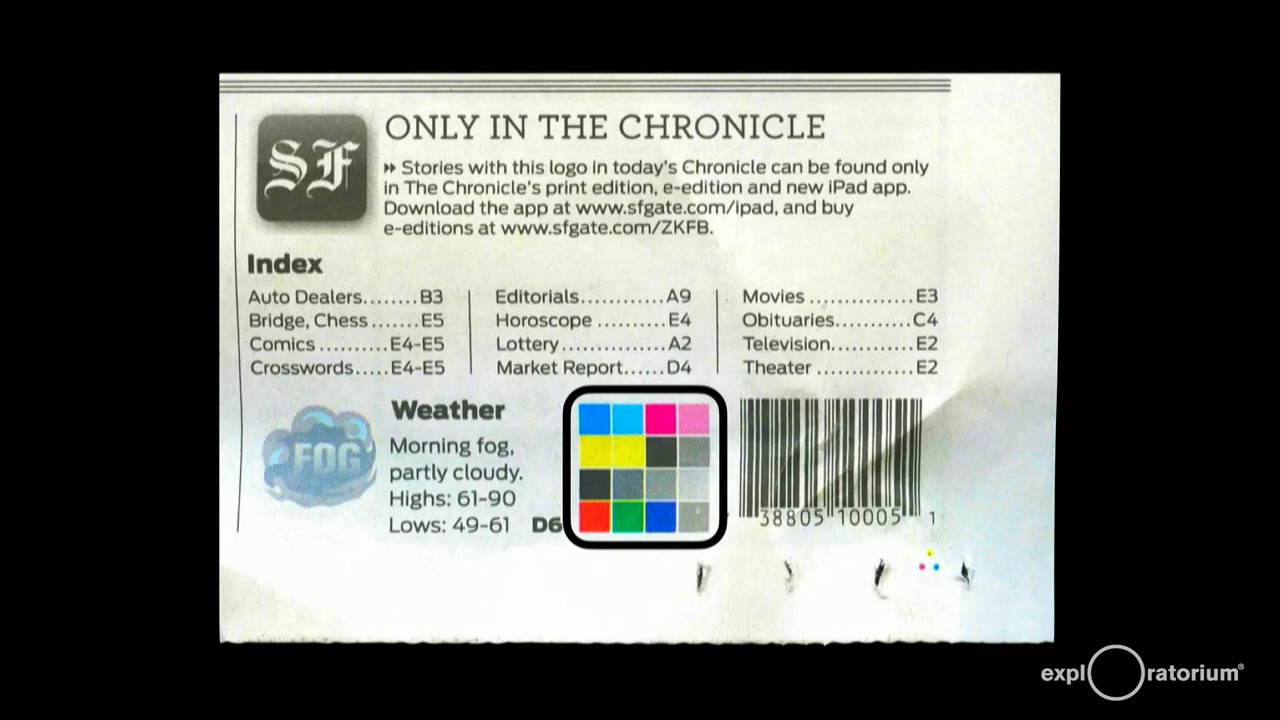 SF
ONLY IN THE CHRONICLE
Stories with this logo in today's Chronicle can be found only
in The Chronicle's print edition, e-edition and new iPad app.
Download the app at www.sfgate.com/ipad, and buy
e-editions at www.sfgate.com/ZKFB.
Index
Auto Dealers........B3
Bridge, Chess.......E5
Comics..........E4-E5
Crosswords.....E4-E5
Editorials............A9
Horoscope ..........E4
Lottery..............A2
Market Report......D4
Movies ...............E3
Obituaries...........C4
Television............E2
Theater ..............E2
FOG
Weather
Morning fog,
partly cloudy.
Highs: 61-90
Lows: 49-61 D6
38805 10005 1
exploratorium®